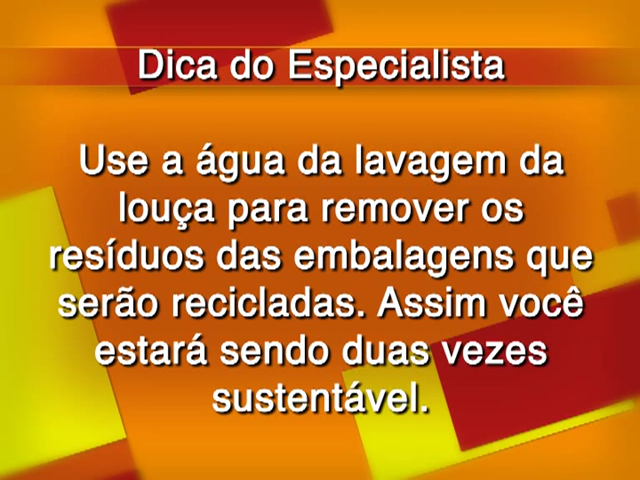 Dica do Especialista
Use a água da lavagem da
louça para remover os
resíduos das embalagens que
serão recicladas. Assim você
estará sendo duas vezes
sustentável.